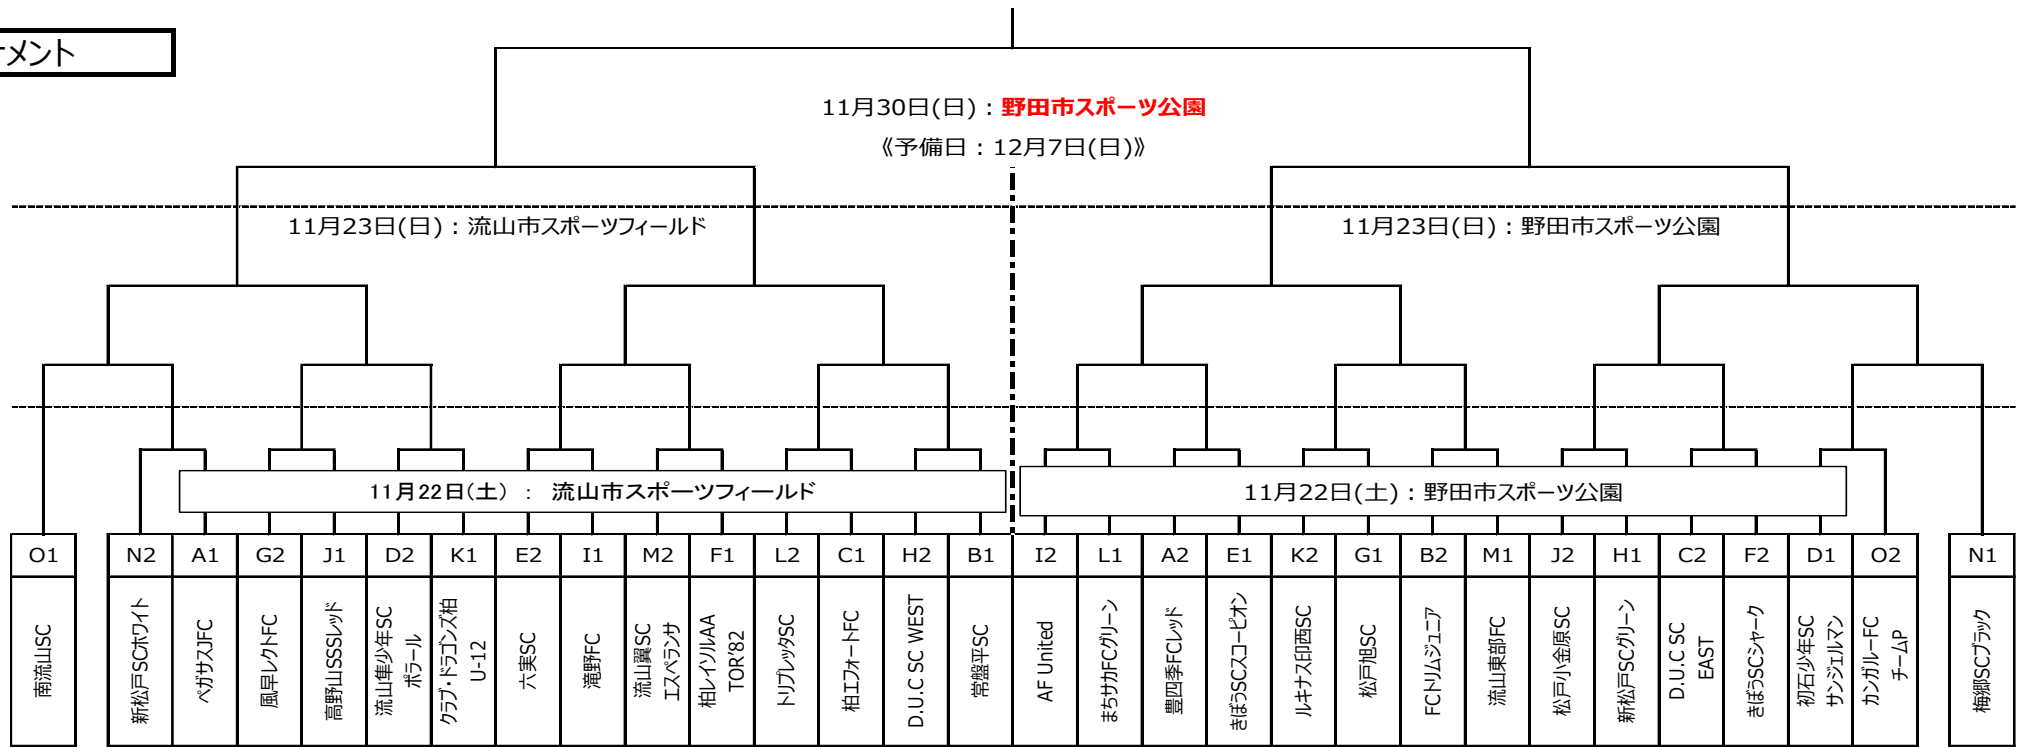 ナメント
11月30日(日)：野田市スポーツ公園
《予備日：12月7日(日)》
11月23日(日)：流山市スポーツフィールド
11月23日(日)：野田市スポーツ公園
11月22日(土) ： 流山市スポーツフィールド
11月22日(土)：野田市スポーツ公園
O1 N2 A1 G2 J1 D2 K1 E2 I1 M2 F1 L2 C1 H2 B1 I2 L1 A2 E1 K2 G1 B2 M1 J2 H1 C2 F2 D1 O2 N1
南流山SC
新松戸SCホワイト
ペガサスJFC
風早レクトFC
高野山SSSレッド
流山隼少年SC
ポラール
クラブ・ドラゴンズ柏
U-12
六実SC
滝野FC
流山翼SC
エスペランサ
柏レイソルAA
TOR'82
トリプレッタSC
柏エフォートFC
D.U.C SC WEST
常盤平SC
AF United
まちサカFCグリーン
豊四季FCレッド
きぼうSCスコーピオン
ルキナス印西SC
松戸旭SC
FCトリムジュニア
流山東部FC
松戸小金原SC
新松戸SCグリーン
D.U.C SC
EAST
きぼうSCシャーク
初石少年SC
サンジェルマン
カンガルーFC
チームP
梅郷SCブラック